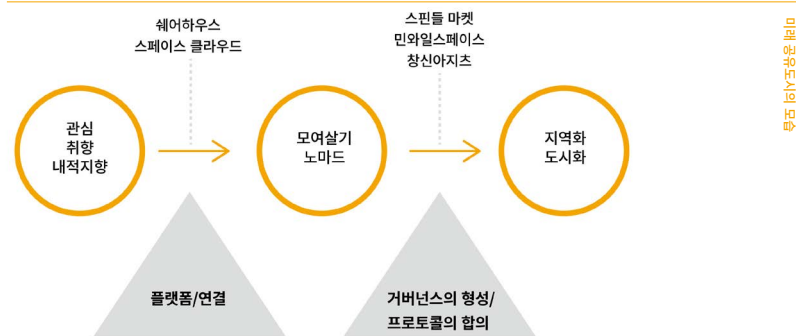 쉐어하우스
스페이스 클라우드
스핀들 마켓
민와일스페이스
창신아지츠
미래 공유도시의 모습
관심
취향
내적지향
모여살기
노마드
지역화
도시화
플랫폼/연결
거버넌스의 형성/
프로토콜의 합의